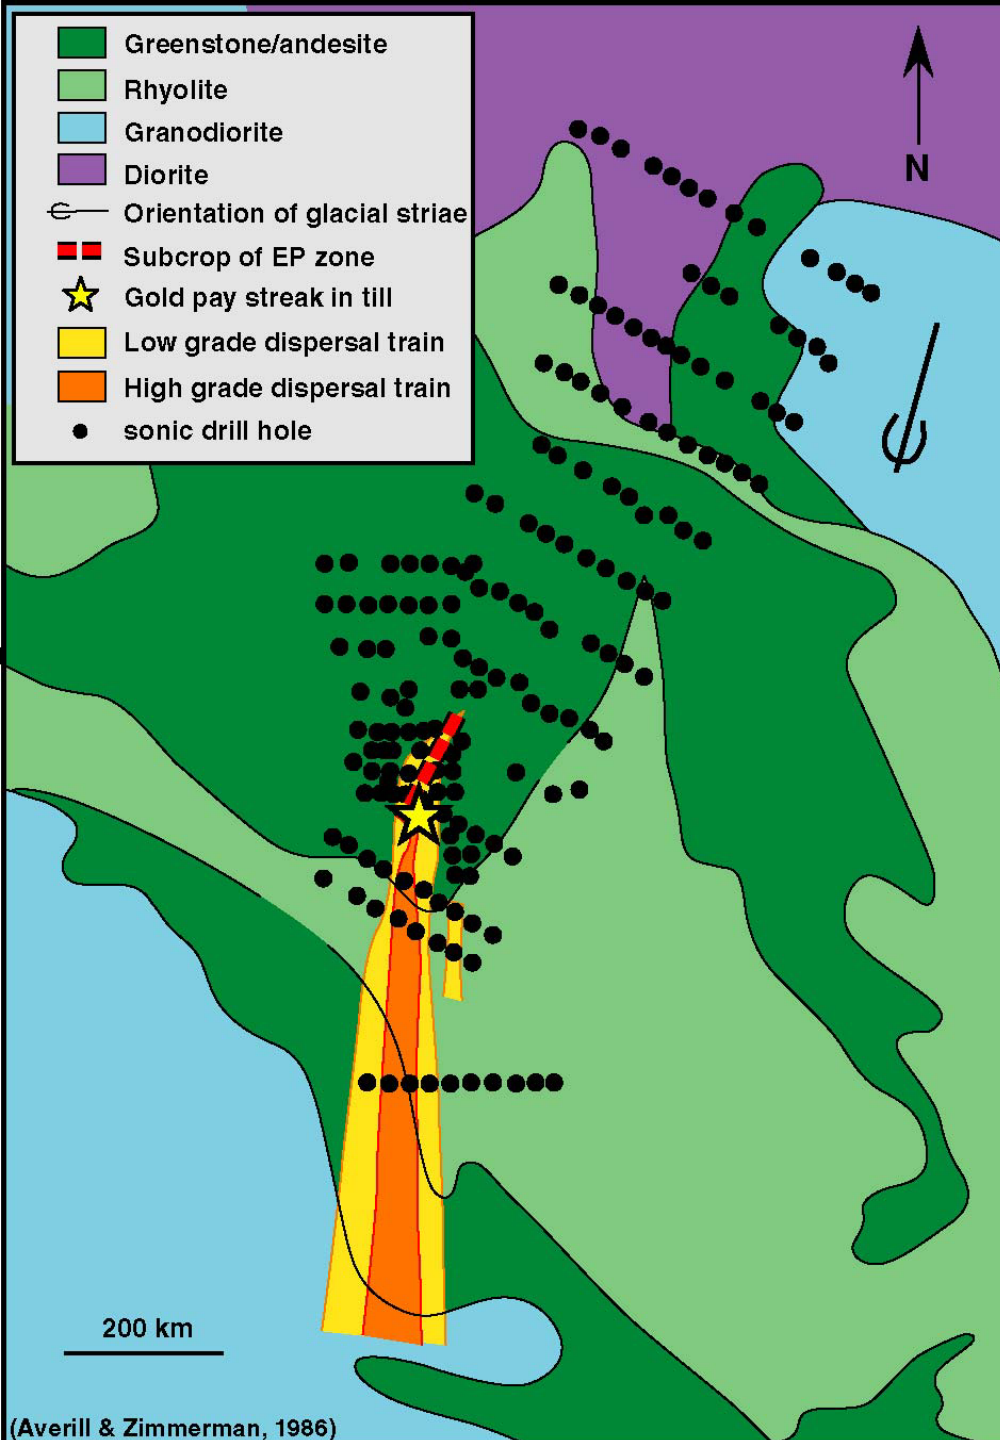 Greenstone/andesite
Rhyolite
Granodiorite
Diorite
Orientation of glacial striae
Subcrop of EP zone
Gold pay streak in till
Low grade dispersal train
High grade dispersal train
sonic drill hole
N
200 km
(Averill & Zimmerman, 1986)